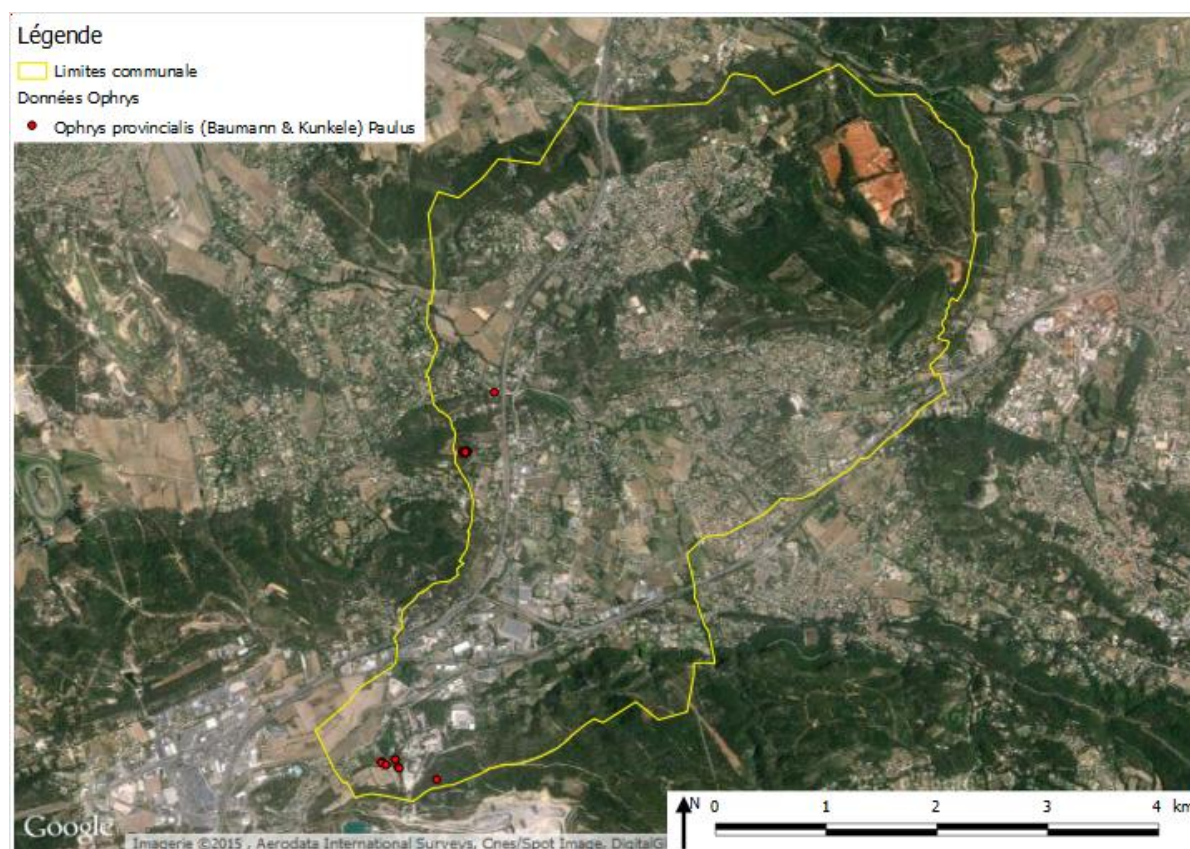 Légende
Limites communale
Données Ophrys
Ophrys provincialis (Baumann & Kunkele) Paulus
N
0 1 2 3 4 km
Google
Imagerie ©2015 , Aerodata International Surveys, Cnes/Spot Image, DigitalGl